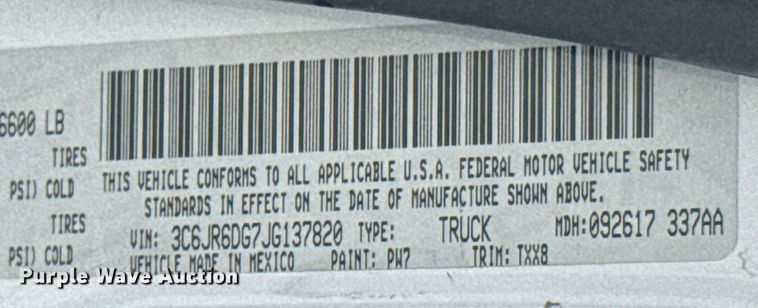 6600 LB
TIRES
PSI) COLD
TIRES
PSI) COLD
THIS VEHICLE CONFORMS TO ALL APPLICABLE U.S.A. FEDERAL MOTOR VEHICLE SAFETY
STANDARDS IN EFFECT ON THE DATE OF MANUFACTURE SHOWN ABOVE.
VIN: 3C6JR6DG7JG137820 TYPE: TRUCK MDH:092617 337AA
VEHICLE MADE IN MEXICO PAINT: PW7 TRIM: TXX8
Purple Wave Auction